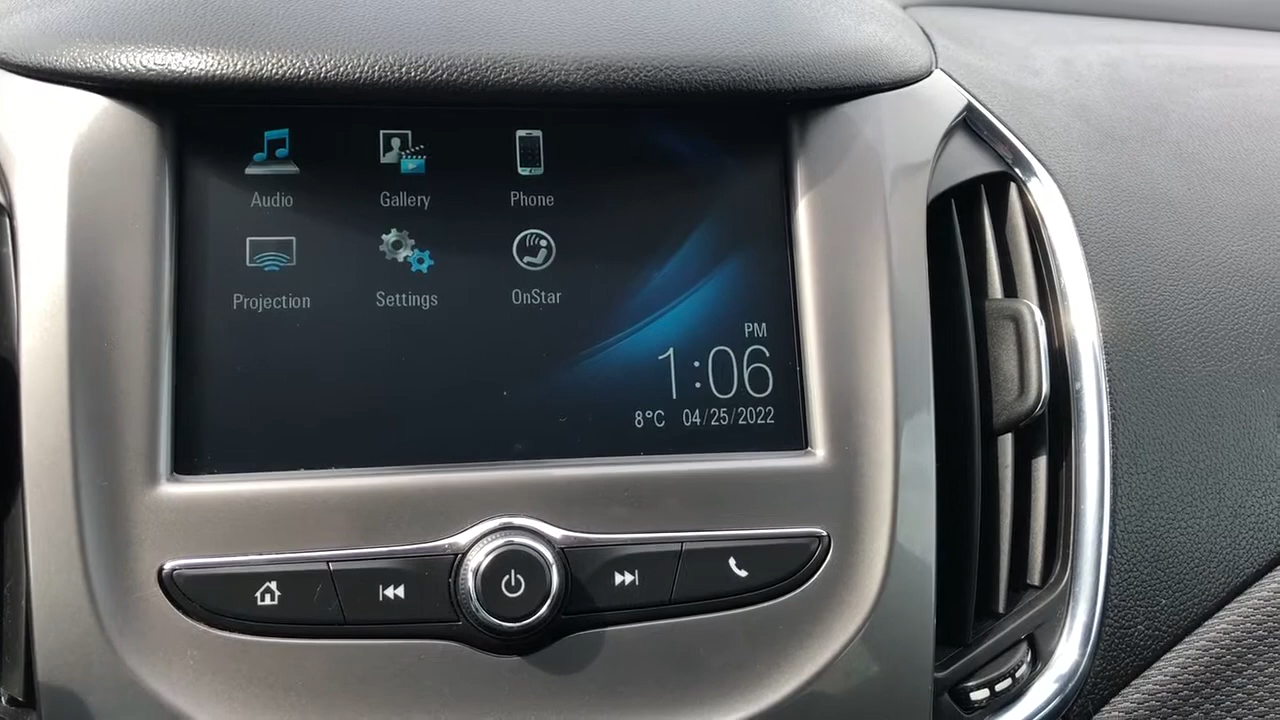 Audio Gallery Phone
Projection Settings OnStar
PM
1:06
8°C 04/25/2022